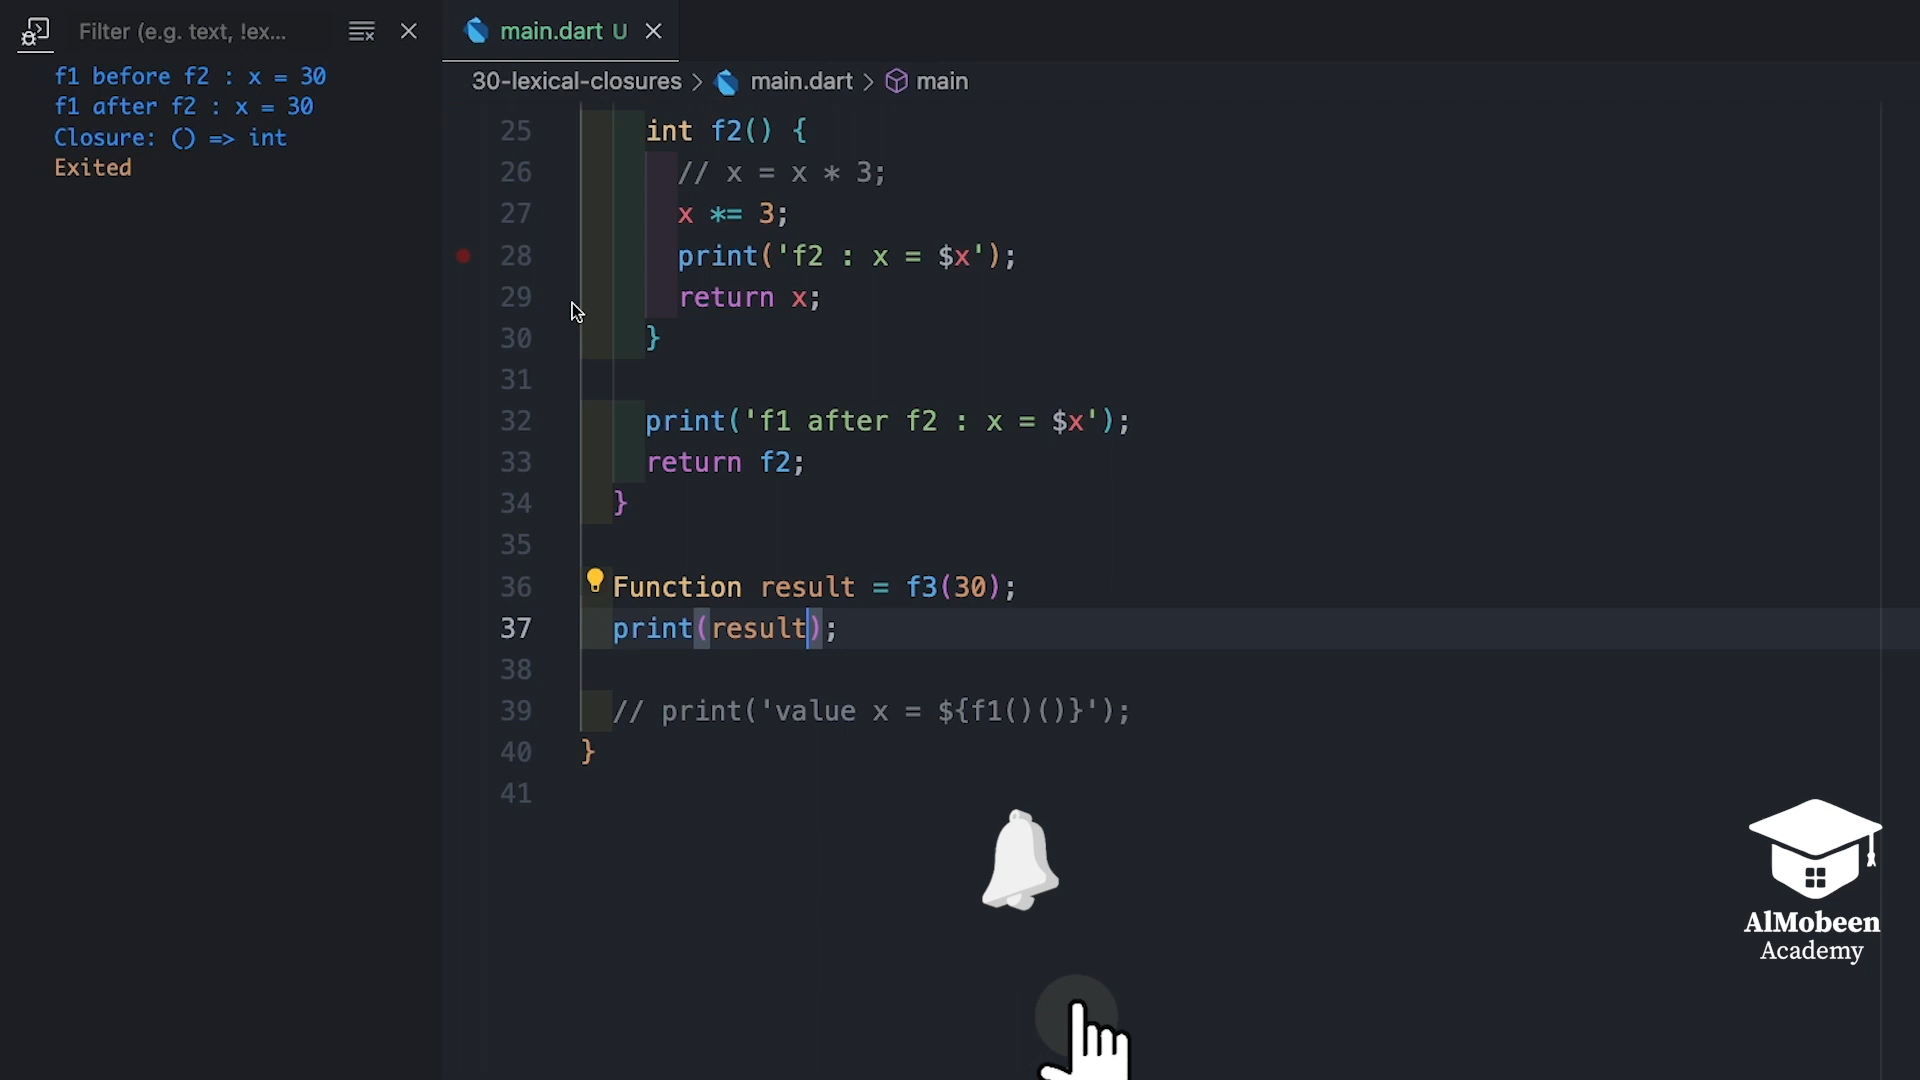 Filter (e.g. text, !ex...
f1 before f2 : x = 30
f1 after f2 : x = 30
Closure: () => int
Exited
main.dart U
30-lexical-closures > main.dart > main
25 int f2() {
26 // x = x * 3;
27 x *= 3;
28 print('f2 : x = $x');
29 return x;
30 }
31
32 print('f1 after f2 : x = $x');
33 return f2;
34 }
35
36 Function result = f3(30);
37 print(result);
38
39 // print('value x = ${f1()()}');
40 }
41
AlMobeen
Academy